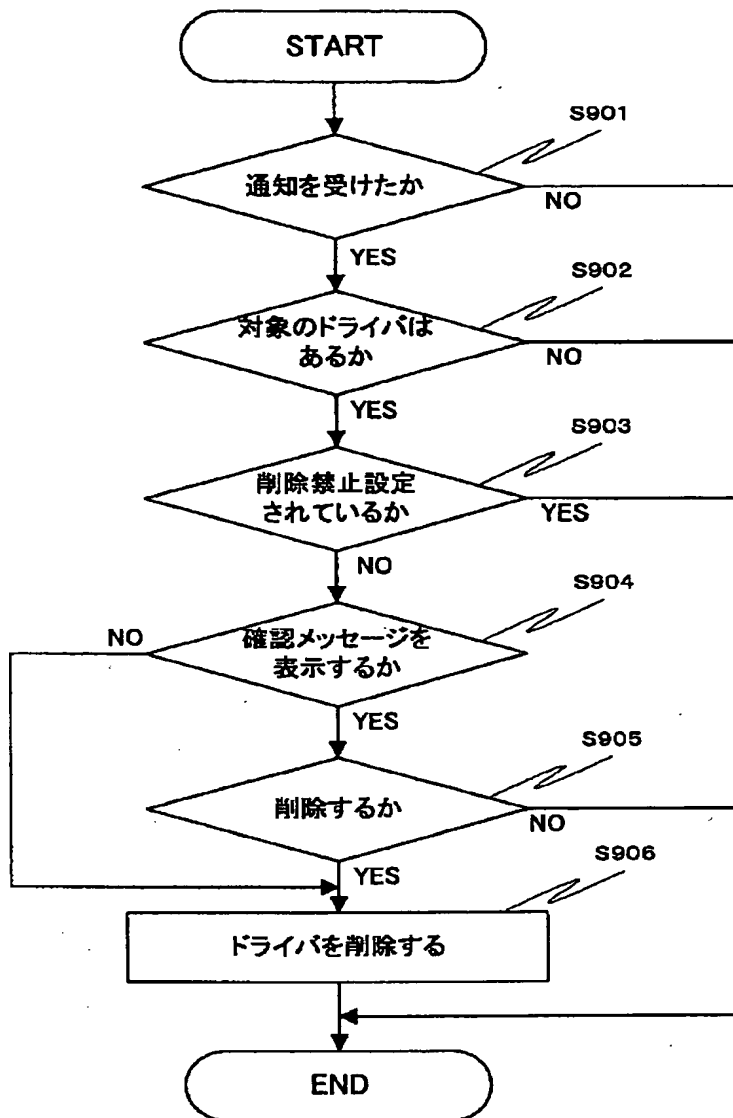 START
S901
通知を受けたか
NO
YES
S902
対象のドライバは
あるか
NO
YES
S903
削除禁止設定
されているか
YES
NO
S904
NO
確認メッセージを
表示するか
YES
S905
削除するか
NO
YES
S906
ドライバを削除する
END